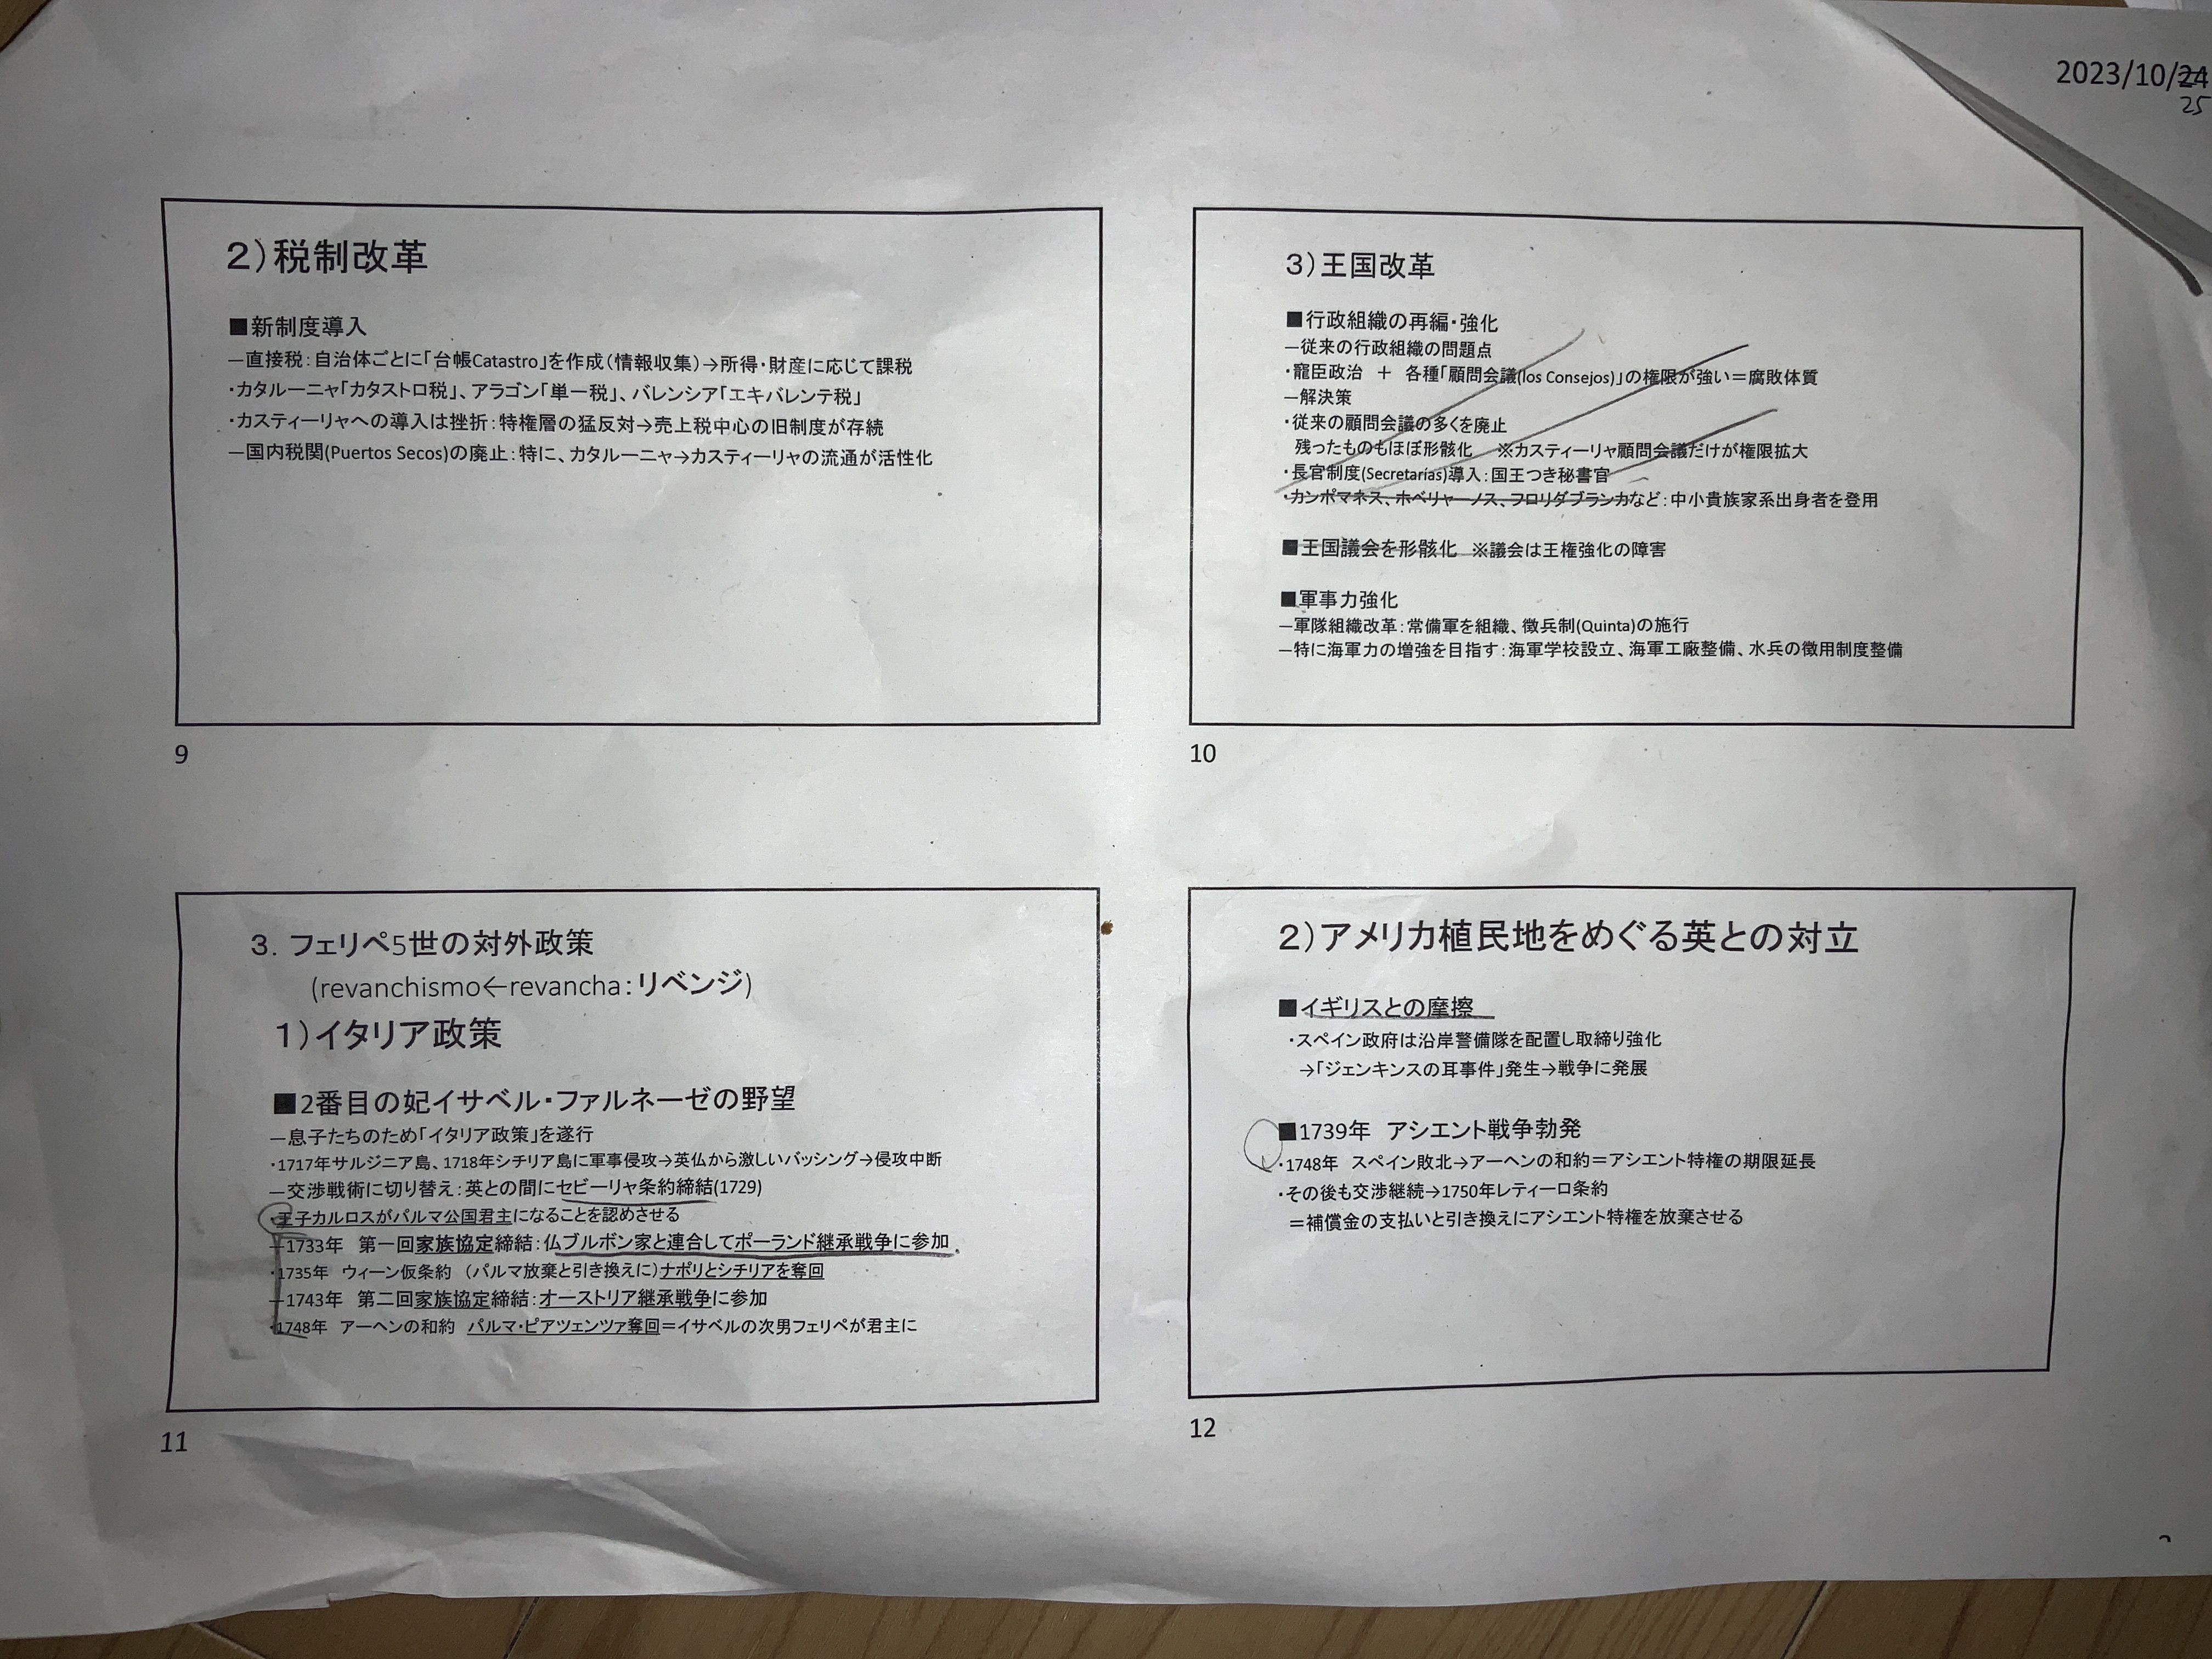 2023/10/24
25
２）税制改革
■新制度導入
―直接税：自治体ごとに「台帳Catastro」を作成（情報収集）→所得・財産に応じて課税
・カタルーニャ「カタストロ税」、アラゴン「単一税」、バレンシア「エキバレンテ税」
・カスティーリャへの導入は挫折：特権層の猛反対→売上税中心の旧制度が存続
―国内税関(Puertos Secos)の廃止：特に、カタルーニャ→カスティーリャの流通が活性化
9
３）王国改革
■行政組織の再編・強化
―従来の行政組織の問題点
・寵臣政治　＋　各種「顧問会議(los Consejos)」の権限が強い＝腐敗体質
―解決策
・従来の顧問会議の多くを廃止
残ったものもほぼ形骸化　※カスティーリャ顧問会議だけが権限拡大
・長官制度(Secretarías)導入：国王つき秘書官
・カンポマネス、ホベリャーノス、フロリダブランカなど：中小貴族家系出身者を登用
■王国議会を形骸化　※議会は王権強化の障害
■軍事力強化
―軍隊組織改革：常備軍を組織、徴兵制(Quinta)の施行
―特に海軍力の増強を目指す：海軍学校設立、海軍工廠整備、水兵の徴用制度整備
10
３．フェリペ5世の対外政策
(revanchismo←revancha：リベンジ)
１）イタリア政策
■2番目の妃イサベル・ファルネーゼの野望
―息子たちのため「イタリア政策」を遂行
・1717年サルジニア島、1718年シチリア島に軍事侵攻→英仏から激しいバッシング→侵攻中断
―交渉戦術に切り替え：英との間にセビーリャ条約締結(1729)
・王子カルロスがパルマ公国君主になることを認めさせる
―1733年　第一回家族協定締結：仏ブルボン家と連合してポーランド継承戦争に参加
・1735年　ウィーン仮条約　（パルマ放棄と引き換えに）ナポリとシチリアを奪回
―1743年　第二回家族協定締結：オーストリア継承戦争に参加
・1748年　アーヘンの和約　パルマ・ピアツェンツァ奪回＝イサベルの次男フェリペが君主に
11
２）アメリカ植民地をめぐる英との対立
■イギリスとの摩擦
・スペイン政府は沿岸警備隊を配置し取締り強化
→「ジェンキンスの耳事件」発生→戦争に発展
■1739年　アシエント戦争勃発
・1748年　スペイン敗北→アーヘンの和約＝アシエント特権の期限延長
・その後も交渉継続→1750年レティーロ条約
＝補償金の支払いと引き換えにアシエント特権を放棄させる
12